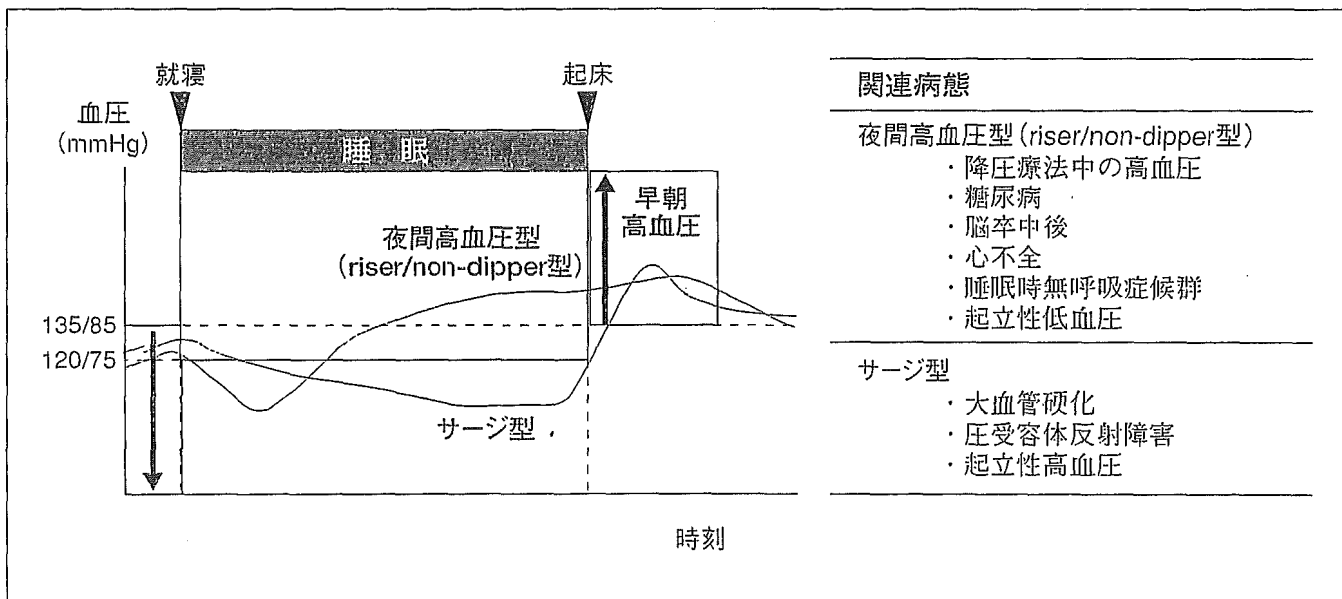 就寝
起床
血圧
(mmHg)
睡 眠
早朝
高血圧
夜間高血圧型
(riser/non-dipper型)
135/85
120/75
サージ型
時刻
関連病態
夜間高血圧型(riser/non-dipper型)
・降圧療法中の高血圧
・糖尿病
・脳卒中後
・心不全
・睡眠時無呼吸症候群
・起立性低血圧
サージ型
・大血管硬化
・圧受容体反射障害
・起立性高血圧